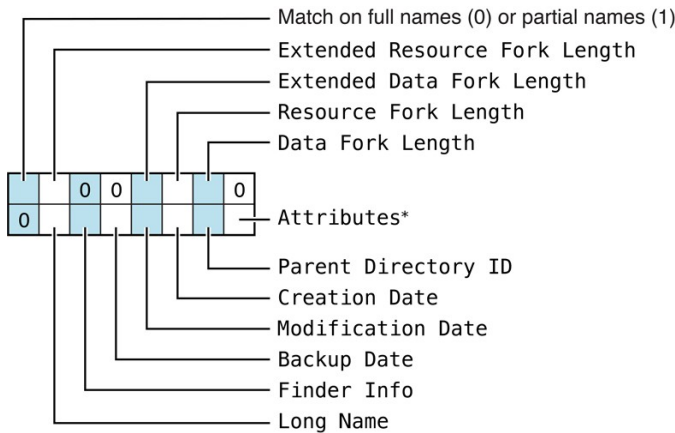 Match on full names (0) or partial names (1)
Extended Resource Fork Length
Extended Data Fork Length
Resource Fork Length
Data Fork Length
0 0 0
0
Attributes*
Parent Directory ID
Creation Date
Modification Date
Backup Date
Finder Info
Long Name